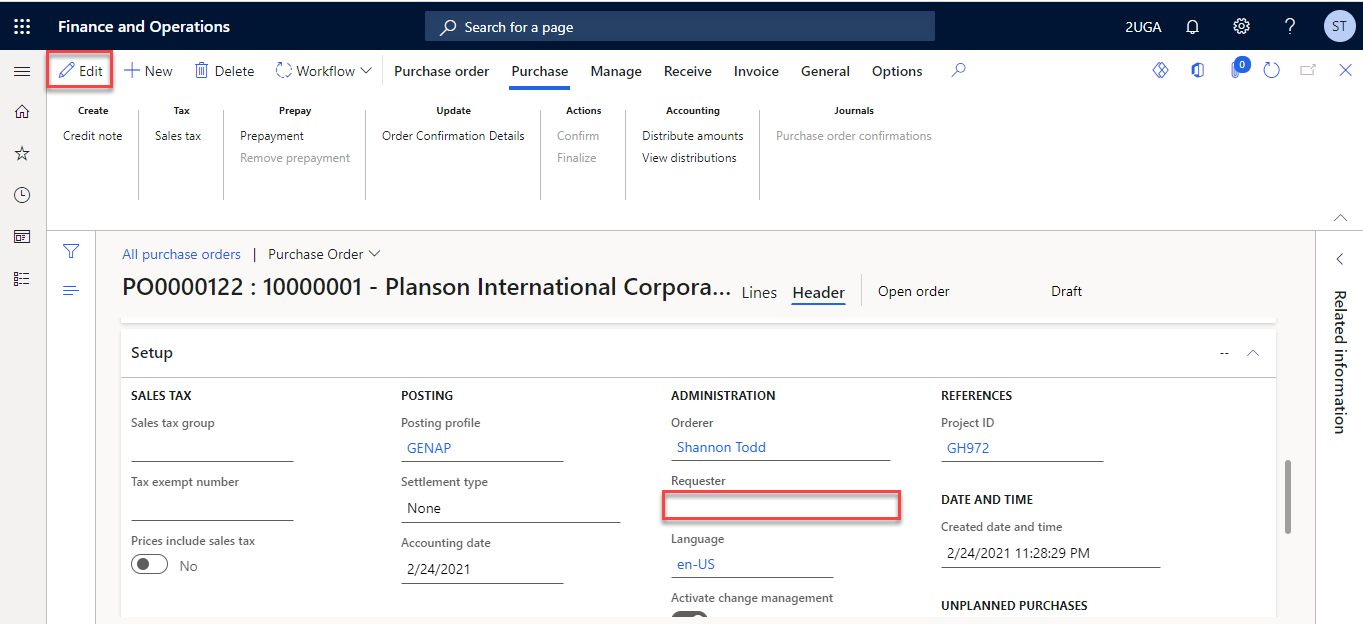 Finance and Operations
Search for a page
2UGA
?
ST
Edit
New
Delete
Workflow
Purchase order
Purchase
Manage
Receive
Invoice
General
Options
0
Create
Credit note
Tax
Sales tax
Prepay
Prepayment
Remove prepayment
Update
Order Confirmation Details
Actions
Confirm
Finalize
Accounting
Distribute amounts
View distributions
Journals
Purchase order confirmations
All purchase orders | Purchase Order
PO0000122 : 10000001 - Planson International Corpora...
Lines
Header
Open order
Draft
Related information
Setup
--
SALES TAX
Sales tax group
Tax exempt number
Prices include sales tax
No
POSTING
Posting profile
GENAP
Settlement type
None
Accounting date
2/24/2021
ADMINISTRATION
Orderer
Shannon Todd
Requester
Language
en-US
Activate change management
REFERENCES
Project ID
GH972
DATE AND TIME
Created date and time
2/24/2021 11:28:29 PM
UNPLANNED PURCHASES